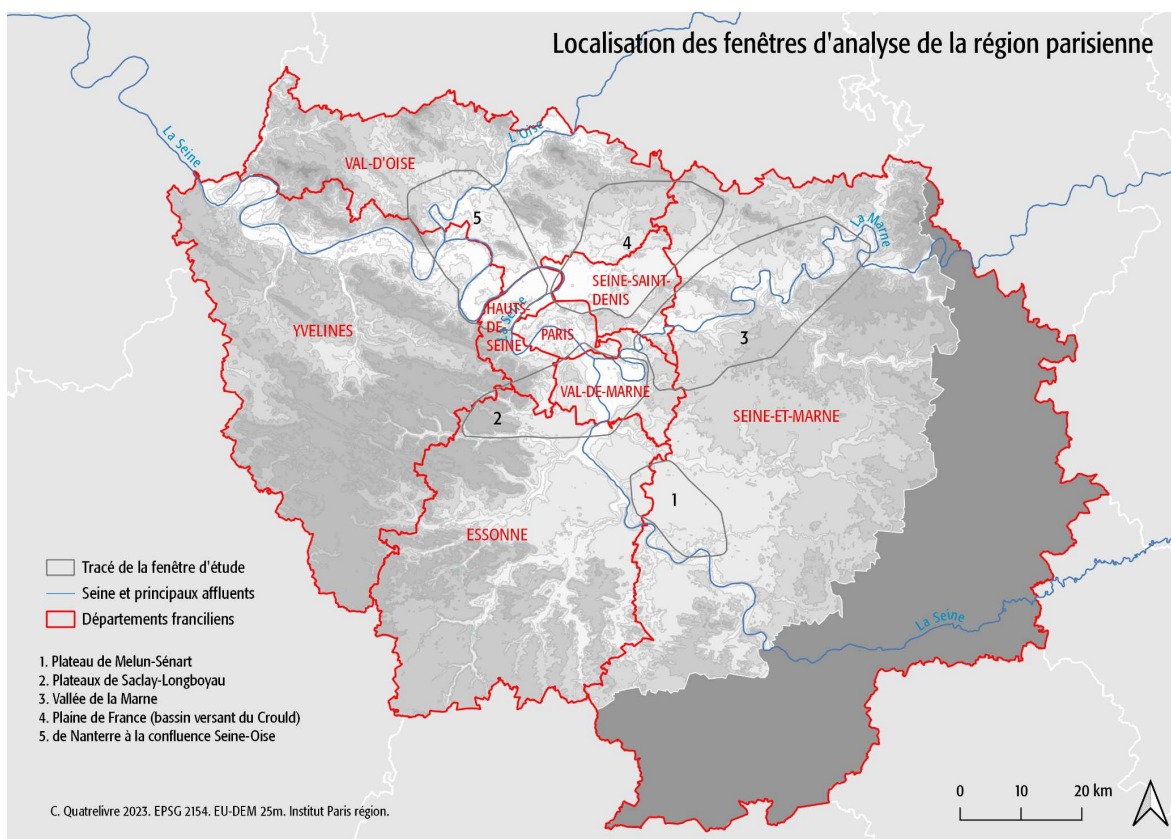 Localisation des fenêtres d'analyse de la région parisienne
La Seine
L'Oise
VAL-D'OISE
5
4
La Marne
SEINE-SAINT-
DENIS
HAUTS-
DE-
SEINE
La Seine
PARIS
YVELINES
3
VAL-DE-MARNE
2
SEINE-ET-MARNE
1
ESSONNE
La Seine
Tracé de la fenêtre d'étude
Seine et principaux affluents
Départements franciliens
1. Plateau de Melun-Sénart
2. Plateaux de Saclay-Longboyau
3. Vallée de la Marne
4. Plaine de France (bassin versant du Crould)
5. de Nanterre à la confluence Seine-Oise
0 10 20 km
C. Quatrelivre 2023. EPSG 2154. EU-DEM 25m. Institut Paris région.